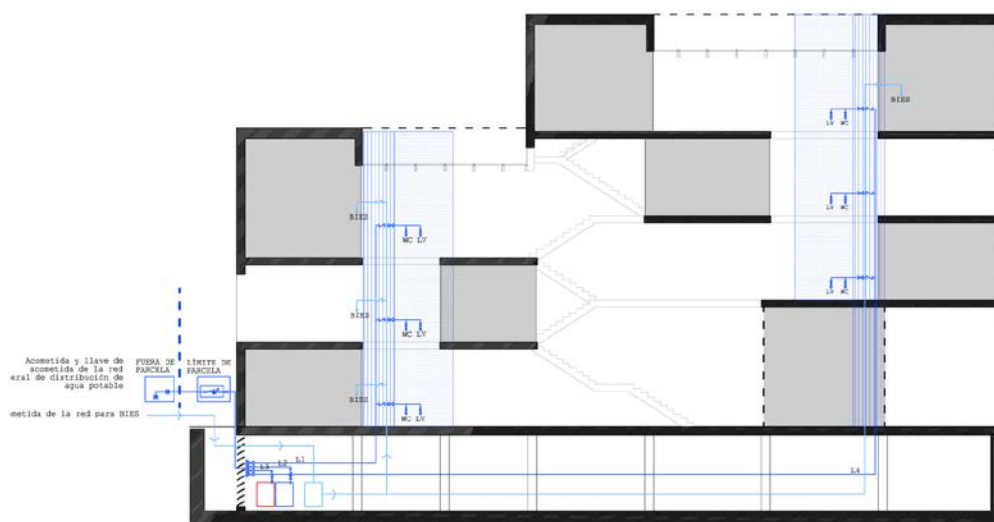 BIES
LV WC
LV WC
BIES
WC LV
LV WC
BIES
WC LV
Acometida y llave de
acometida de la red
eral de distribución de
agua potable
FUERA DE
PARCELA
LÍMITE DE
PARCELA
BIES
WC LV
ometida de la red para BIES
L3 L2 L1
L4